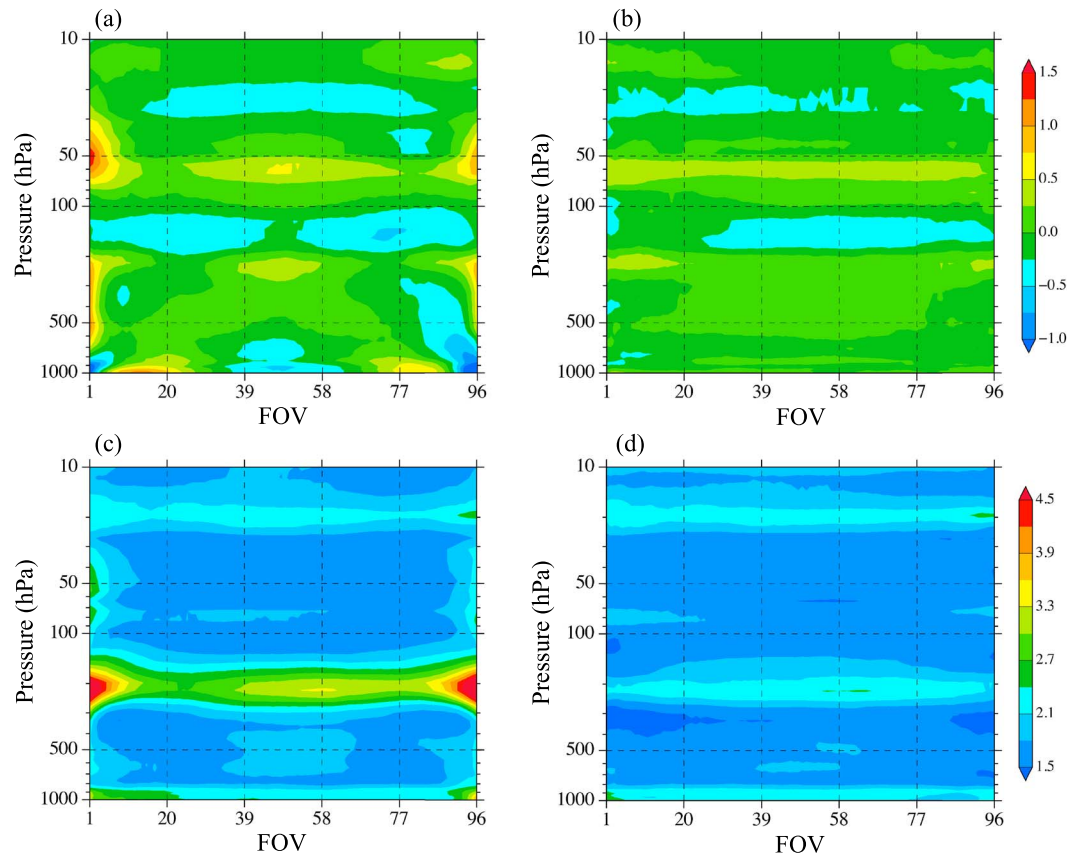 (a) (b)
10 10
50 50
100 100
500 500
1000 1000
Pressure (hPa) Pressure (hPa)
1 20 39 58 77 96 1 20 39 58 77 96
FOV FOV
1.5
1.0
0.5
0.0
−0.5
−1.0
(c) (d)
10 10
50 50
100 100
500 500
1000 1000
Pressure (hPa) Pressure (hPa)
1 20 39 58 77 96 1 20 39 58 77 96
FOV FOV
4.5
3.9
3.3
2.7
2.1
1.5